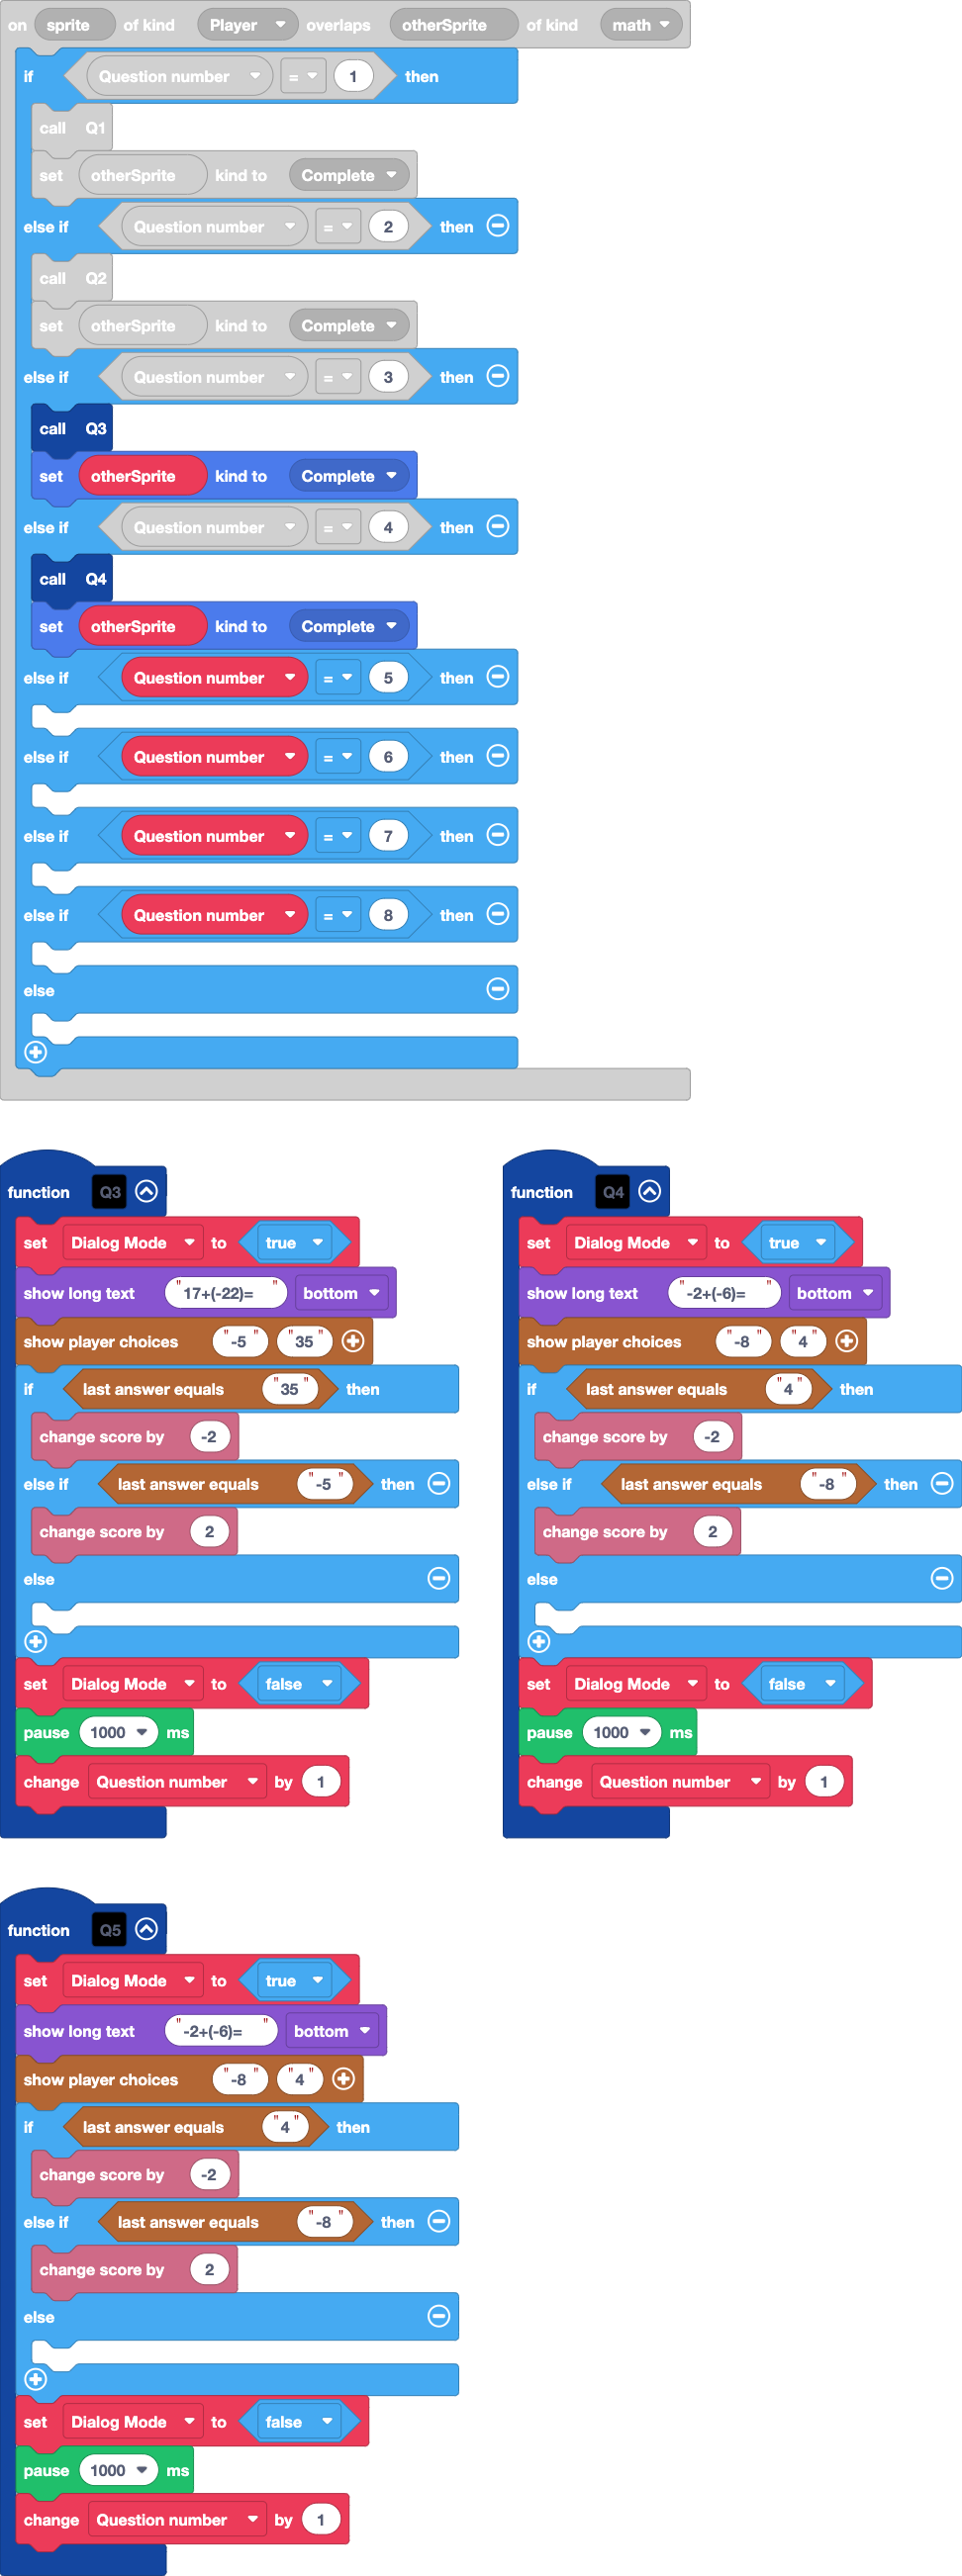 on sprite of kind Player overlaps otherSprite of kind math
if Question number = 1 then
call Q1
set otherSprite kind to Complete
else if Question number = 2 then
call Q2
set otherSprite kind to Complete
else if Question number = 3 then
call Q3
set otherSprite kind to Complete
else if Question number = 4 then
call Q4
set otherSprite kind to Complete
else if Question number = 5 then
else if Question number = 6 then
else if Question number = 7 then
else if Question number = 8 then
else
function Q3
set Dialog Mode to true
show long text "17+(-22)=" bottom
show player choices "-5" "35"
if last answer equals "35" then
change score by -2
else if last answer equals "-5" then
change score by 2
else
set Dialog Mode to false
pause 1000 ms
change Question number by 1
function Q4
set Dialog Mode to true
show long text "-2+(-6)=" bottom
show player choices "-8" "4"
if last answer equals "4" then
change score by -2
else if last answer equals "-8" then
change score by 2
else
set Dialog Mode to false
pause 1000 ms
change Question number by 1
function Q5
set Dialog Mode to true
show long text "-2+(-6)=" bottom
show player choices "-8" "4"
if last answer equals "4" then
change score by -2
else if last answer equals "-8" then
change score by 2
else
set Dialog Mode to false
pause 1000 ms
change Question number by 1